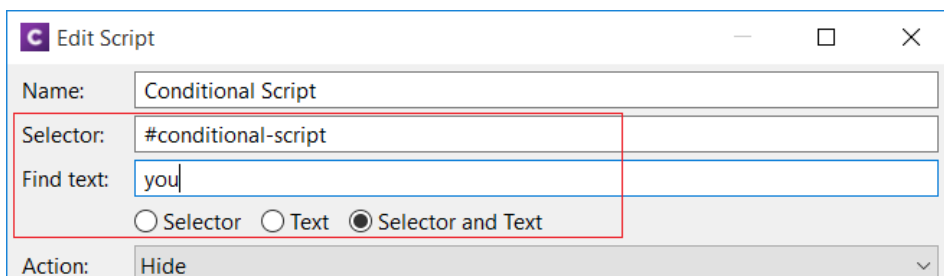 C Edit Script
Name: Conditional Script
Selector: #conditional-script
Find text: you
Selector Text Selector and Text
Action: Hide